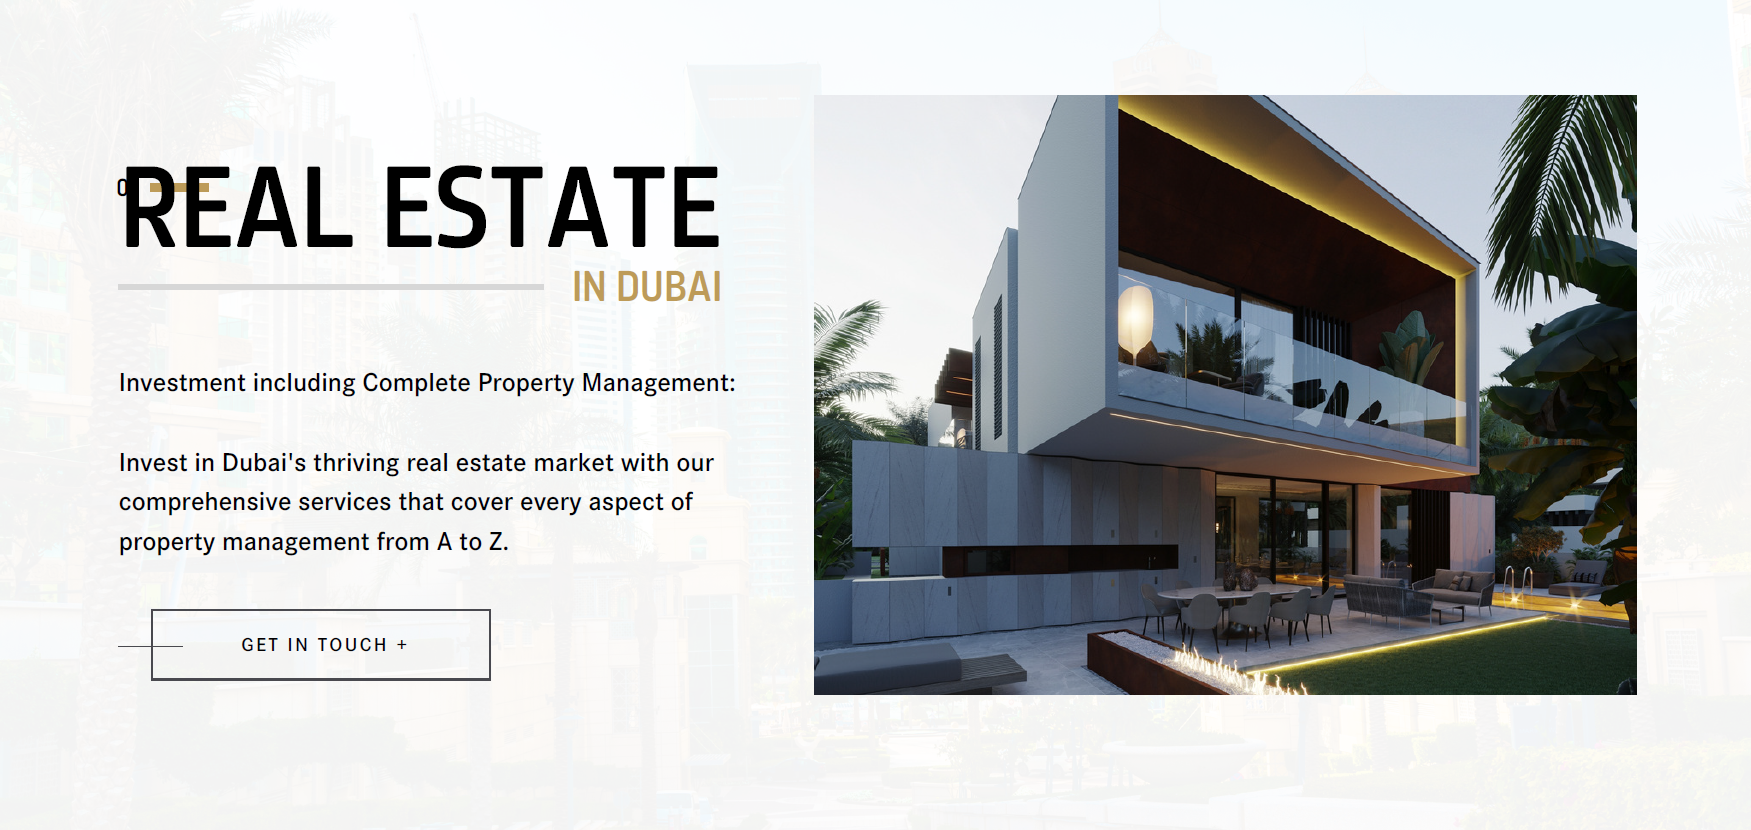 REAL ESTATE
IN DUBAI
Investment including Complete Property Management:
Invest in Dubai's thriving real estate market with our
comprehensive services that cover every aspect of
property management from A to Z.
GET IN TOUCH +